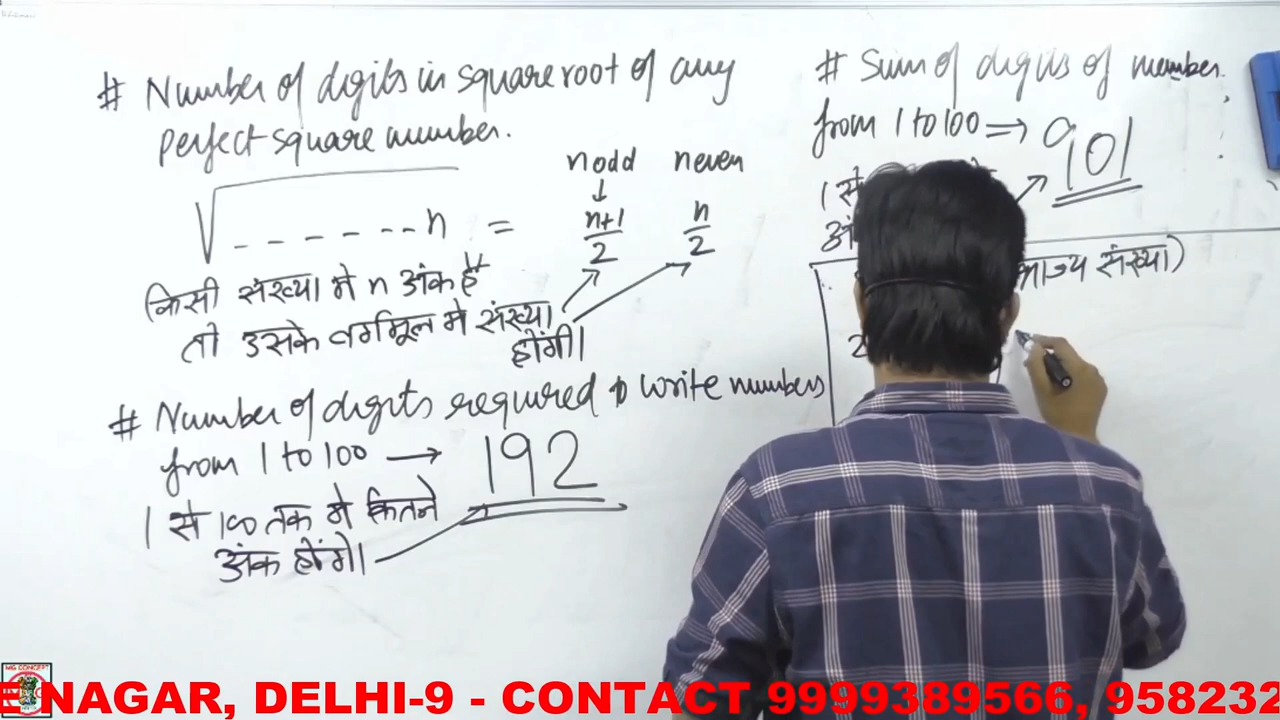 # Number of digits in square root of any
perfect square number.
n odd n even
↓
√ _ _ _ _ _ _ _ n = n+1/2 n/2
किसी संख्या में n अंक है
तो उसके वर्गमूल में संख्या
होंगी।
# Number of digits required to write numbers
from 1 to 100 → 192
1 से 100 तक में कितने
अंक होंगे।
# Sum of digits of number
from 1 to 100 ⇒ 901
1 से
2
संख्या)
NAGAR, DELHI-9 - CONTACT 9999389566, 958232